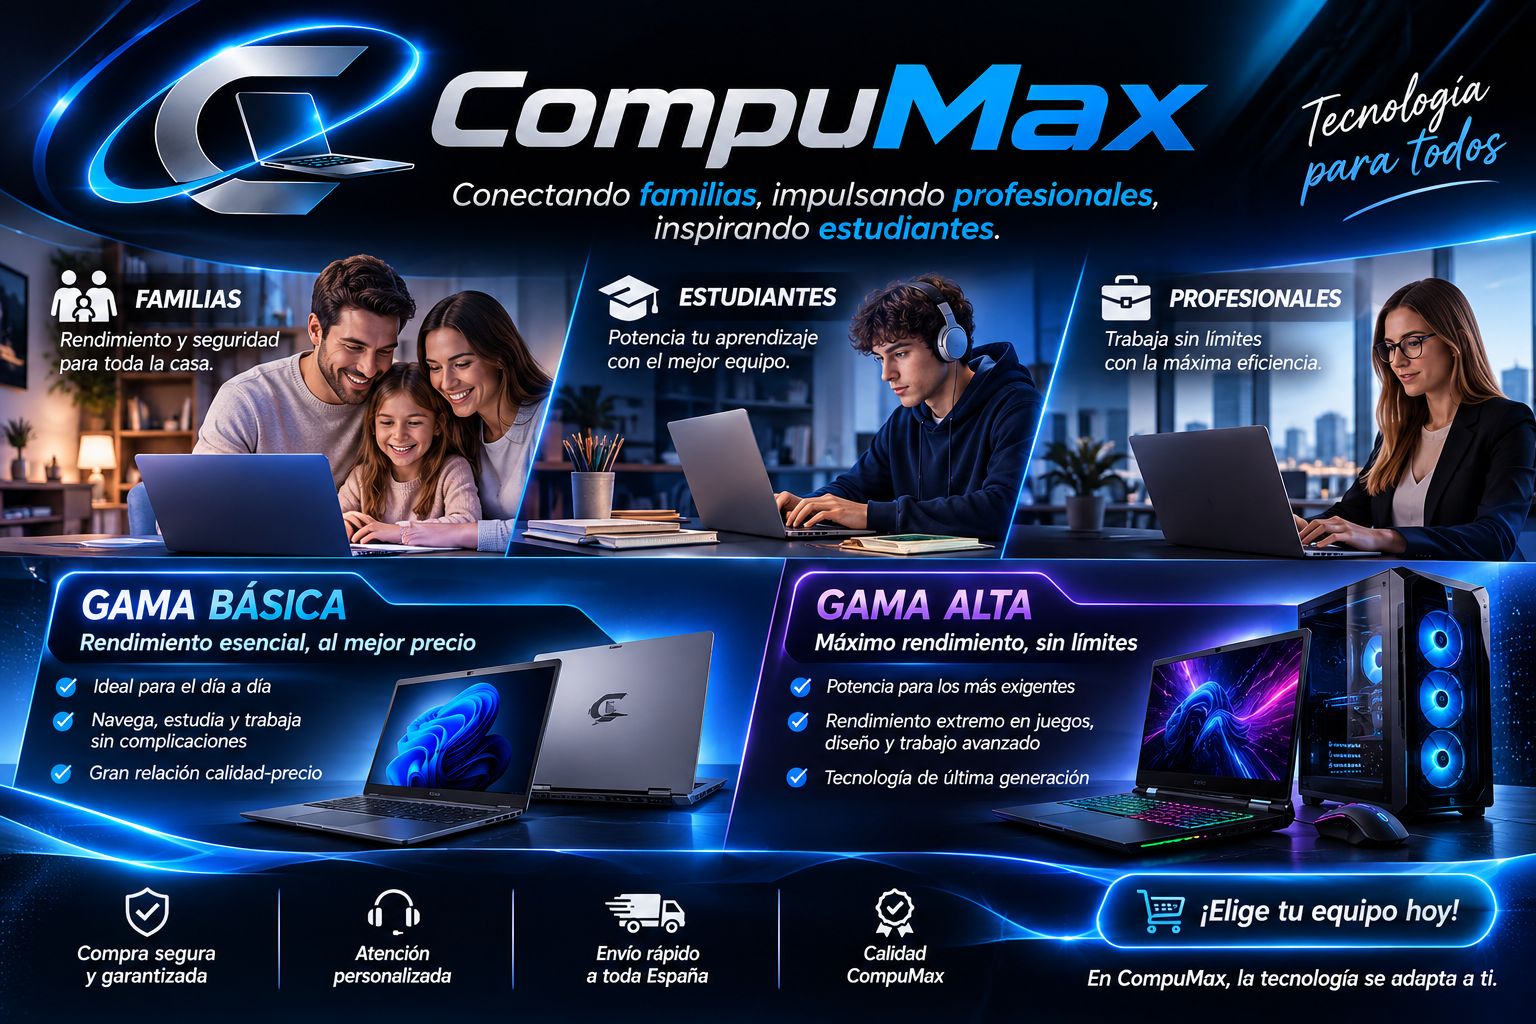 CompuMax
Tecnología
para todos
Conectando familias, impulsando profesionales,
inspirando estudiantes.
FAMILIAS
Rendimiento y seguridad
para toda la casa.
ESTUDIANTES
Potencia tu aprendizaje
con el mejor equipo.
PROFESIONALES
Trabaja sin límites
con la máxima eficiencia.
GAMA BÁSICA
Rendimiento esencial, al mejor precio
Ideal para el día a día
Navega, estudia y trabaja
sin complicaciones
Gran relación calidad-precio
GAMA ALTA
Máximo rendimiento, sin límites
Potencia para los más exigentes
Rendimiento extremo en juegos,
diseño y trabajo avanzado
Tecnología de última generación
Compra segura
y garantizada
Atención
personalizada
Envío rápido
a toda España
Calidad
CompuMax
¡Elige tu equipo hoy!
En CompuMax, la tecnología se adapta a ti.